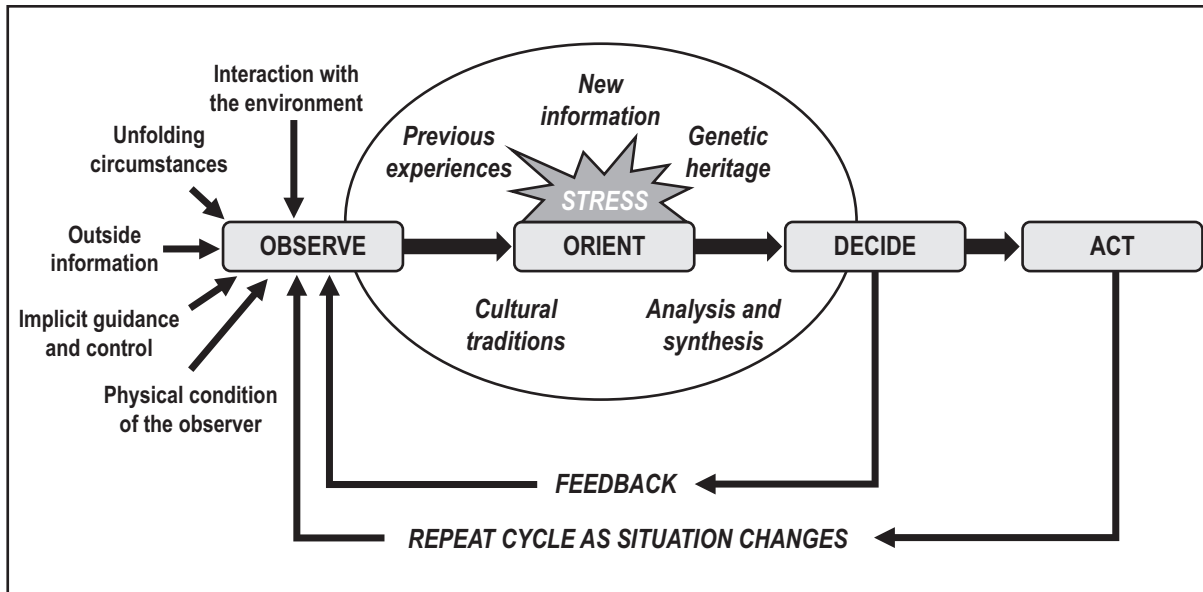 Interaction with
the environment
Unfolding
circumstances
Outside
information
Implicit guidance
and control
Physical condition
of the observer
OBSERVE
New
information
Previous
experiences
Genetic
heritage
STRESS
ORIENT
Cultural
traditions
Analysis and
synthesis
DECIDE
ACT
FEEDBACK
REPEAT CYCLE AS SITUATION CHANGES